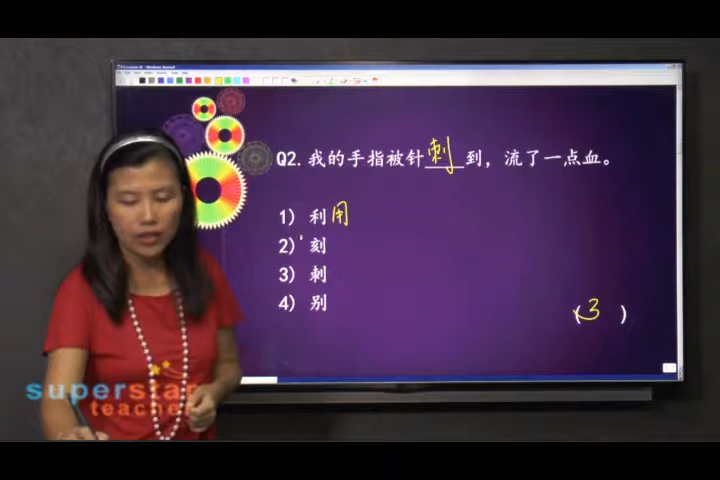 Q2. 我的手指被针刺到，流了一点血。
1) 利用
2) 刻
3) 刺
4) 别
( 3 )
superstar
teacher